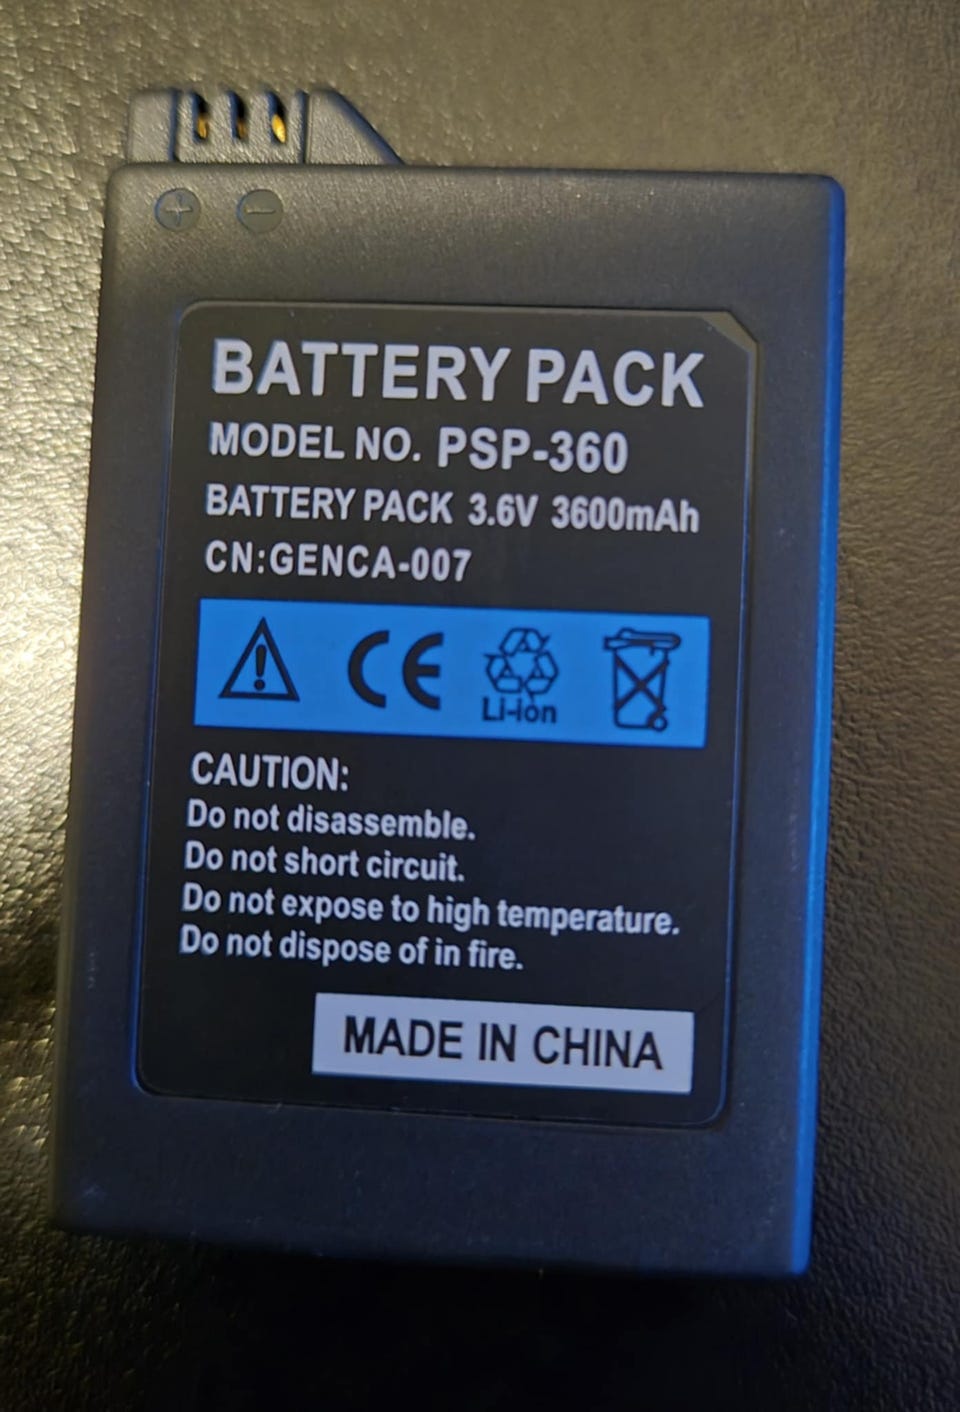 BATTERY PACK
MODEL NO. PSP-360
BATTERY PACK 3.6V 3600mAh
CN:GENCA-007
CE
Li-ion
CAUTION:
Do not disassemble.
Do not short circuit.
Do not expose to high temperature.
Do not dispose of in fire.
MADE IN CHINA